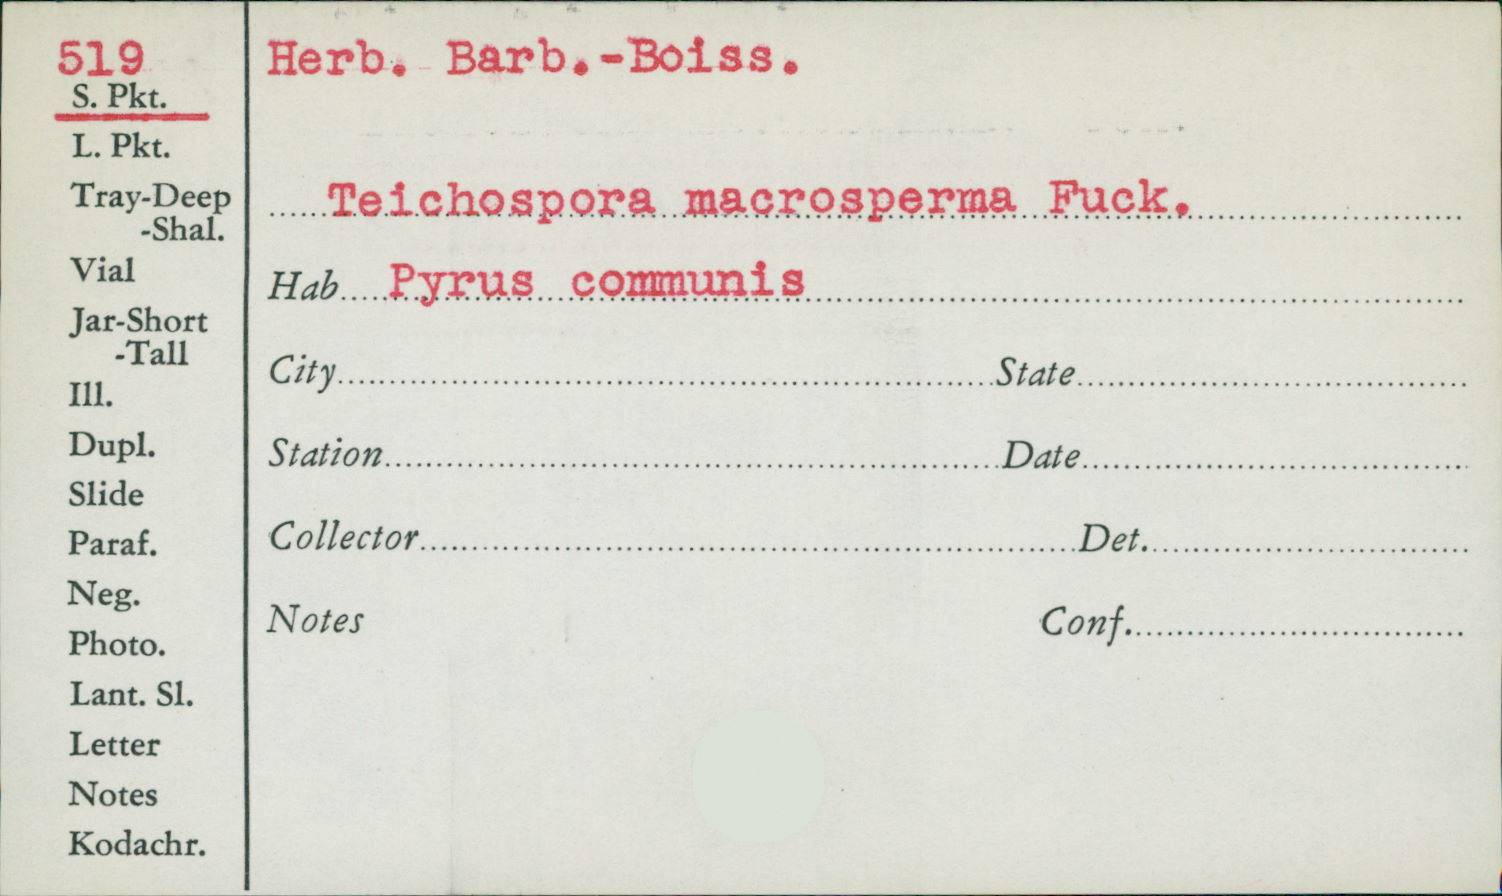 519
S. Pkt.
L. Pkt.
Tray-Deep
-Shal.
Vial
Jar-Short
-Tall
Ill.
Dupl.
Slide
Paraf.
Neg.
Photo.
Lant. Sl.
Letter
Notes
Kodachr.
Herb. Barb.-Boiss.
Teichospora macrosperma Fuck.
Hab. Pyrus communis
City State
Station Date
Collector Det.
Notes Conf.